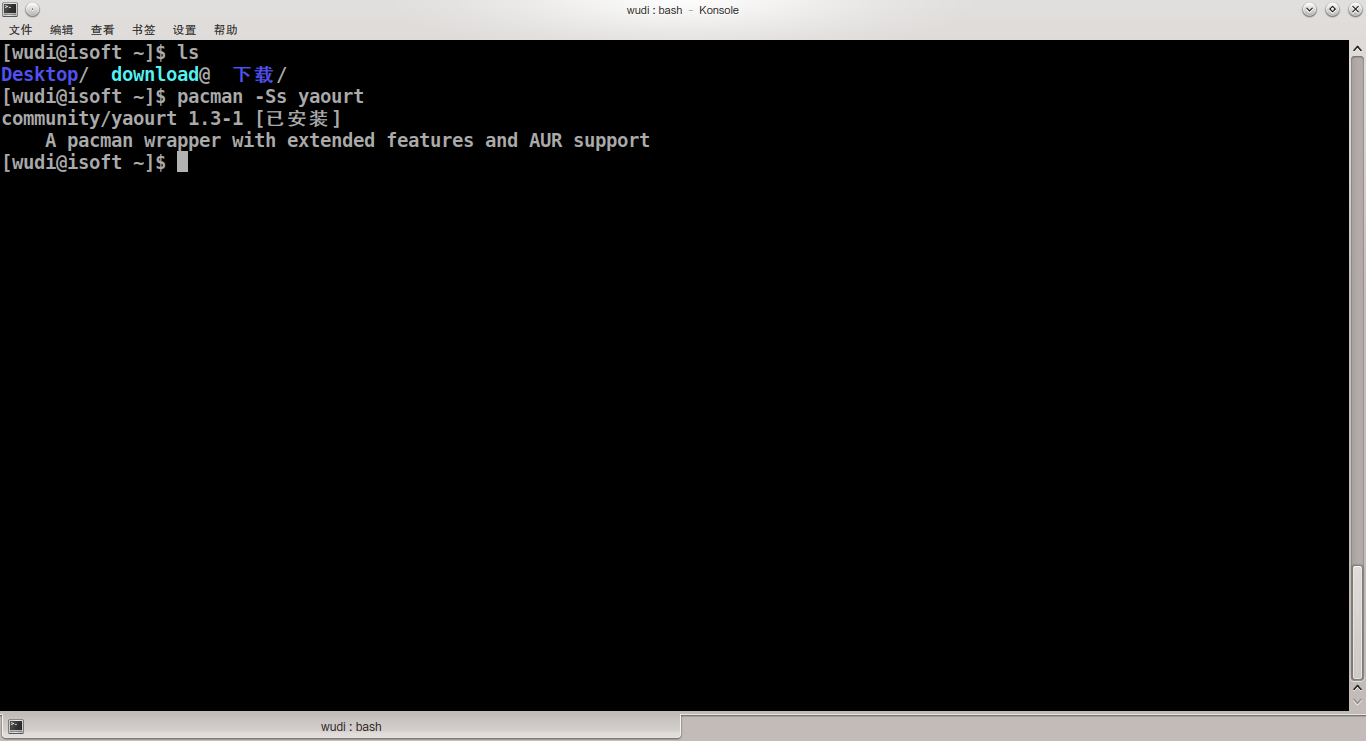 wudi : bash – Konsole
文件 编辑 查看 书签 设置 帮助
[wudi@isoft ~]$ ls
Desktop/  download@  下载/
[wudi@isoft ~]$ pacman -Ss yaourt
community/yaourt 1.3-1 [已安装]
    A pacman wrapper with extended features and AUR support
[wudi@isoft ~]$
wudi : bash